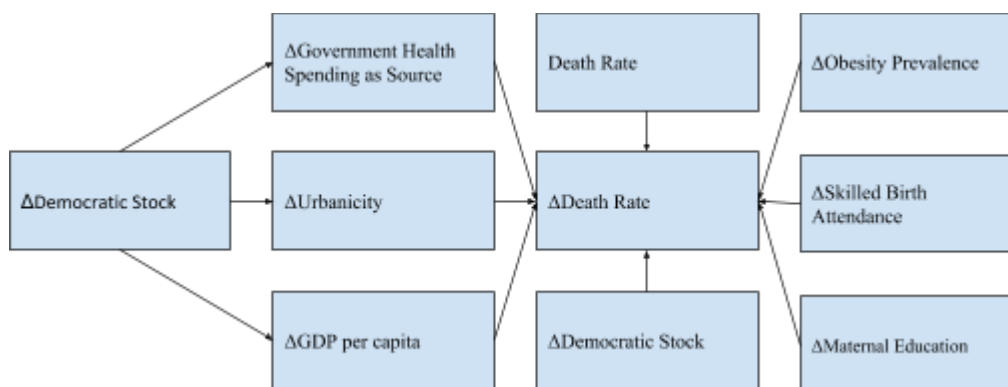 ΔGovernment Health
Spending as Source
Death Rate
ΔObesity Prevalence
ΔDemocratic Stock
ΔUrbanicity
ΔDeath Rate
ΔSkilled Birth
Attendance
ΔGDP per capita
ΔDemocratic Stock
ΔMaternal Education